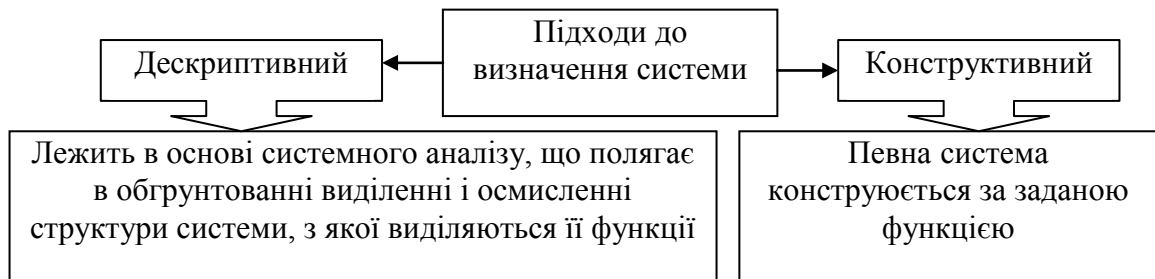 Підходи до
визначення системи
Дескриптивний
Конструктивний
Лежить в основі системного аналізу, що полягає
в обгрунтованні виділенні і осмисленні
структури системи, з якої виділяються її функції
Певна система
конструюється за заданою
функцією